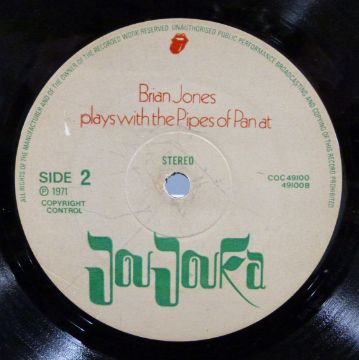 ALL RIGHTS OF THE MANUFACTURER AND OF THE OWNER OF THE RECORDED WORK RESERVED. UNAUTHORISED PUBLIC PERFORMANCE BROADCASTING AND COPYING OF THIS RECORD PROHIBITED
Brian Jones
plays with the Pipes of Pan at
STEREO
SIDE 2
℗ 1971
COPYRIGHT
CONTROL
COC 49100
49100B
JouJouka